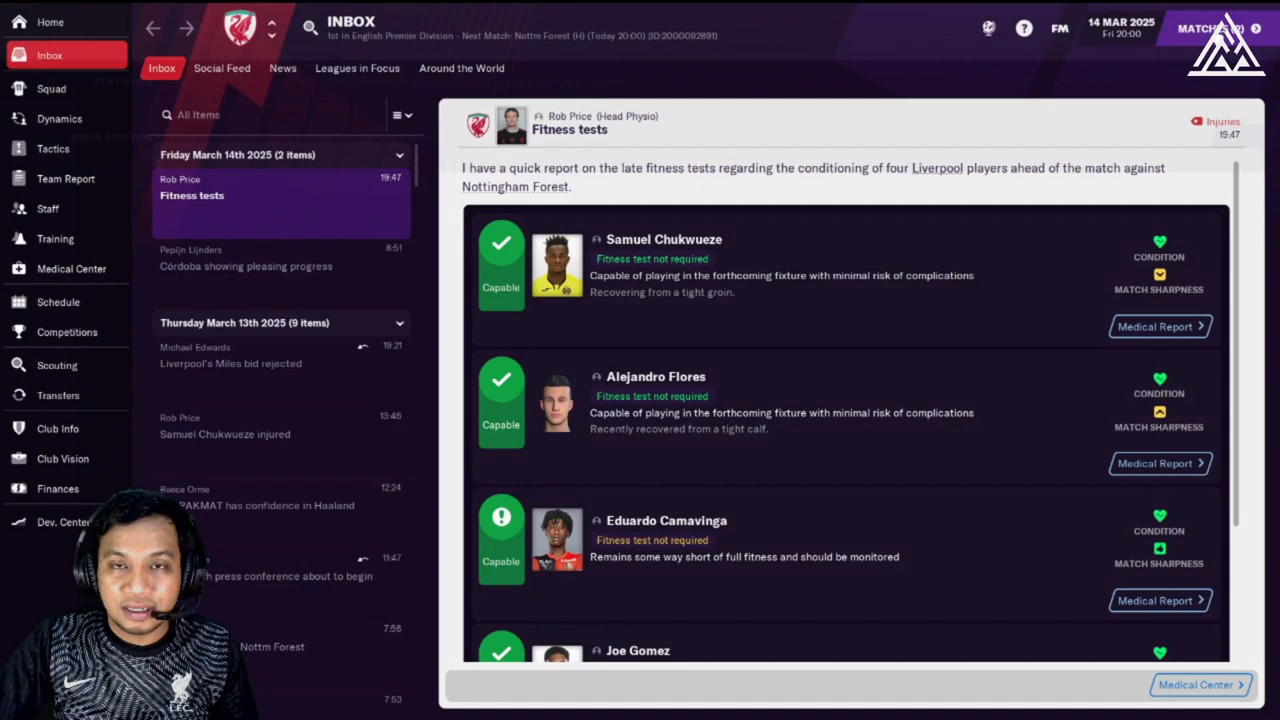 Home
Inbox
Squad
Dynamics
Tactics
Team Report
Staff
Training
Medical Center
Schedule
Competitions
Scouting
Transfers
Club Info
Club Vision
Finances
Dev. Center
INBOX
1st in English Premier Division - Next Match: Nottm Forest (H) (Today 20:00) (ID:2000092891)
?
FM
14 MAR 2025
Fri 20:00
Inbox
Social Feed
News
Leagues in Focus
Around the World
All Items
Friday March 14th 2025 (2 items)
Rob Price
19:47
Fitness tests
Pepijn Lijnders
8:51
Córdoba showing pleasing progress
Thursday March 13th 2025 (9 items)
Michael Edwards
19:21
Liverpool's Miles bid rejected
Rob Price
13:46
Samuel Chukwueze injured
Reece Orme
12:24
PAKMAT has confidence in Haaland
11:47
press conference about to begin
7:56
Nottm Forest
7:53
Rob Price (Head Physio)
Fitness tests
Injuries
19:47
I have a quick report on the late fitness tests regarding the conditioning of four Liverpool players ahead of the match against
Nottingham Forest.
Capable
Samuel Chukwueze
Fitness test not required
Capable of playing in the forthcoming fixture with minimal risk of complications
Recovering from a tight groin.
CONDITION
MATCH SHARPNESS
Medical Report
Capable
Alejandro Flores
Fitness test not required
Capable of playing in the forthcoming fixture with minimal risk of complications
Recently recovered from a tight calf.
CONDITION
MATCH SHARPNESS
Medical Report
Capable
Eduardo Camavinga
Fitness test not required
Remains some way short of full fitness and should be monitored
CONDITION
MATCH SHARPNESS
Medical Report
Joe Gomez
Medical Center
L.F.C.